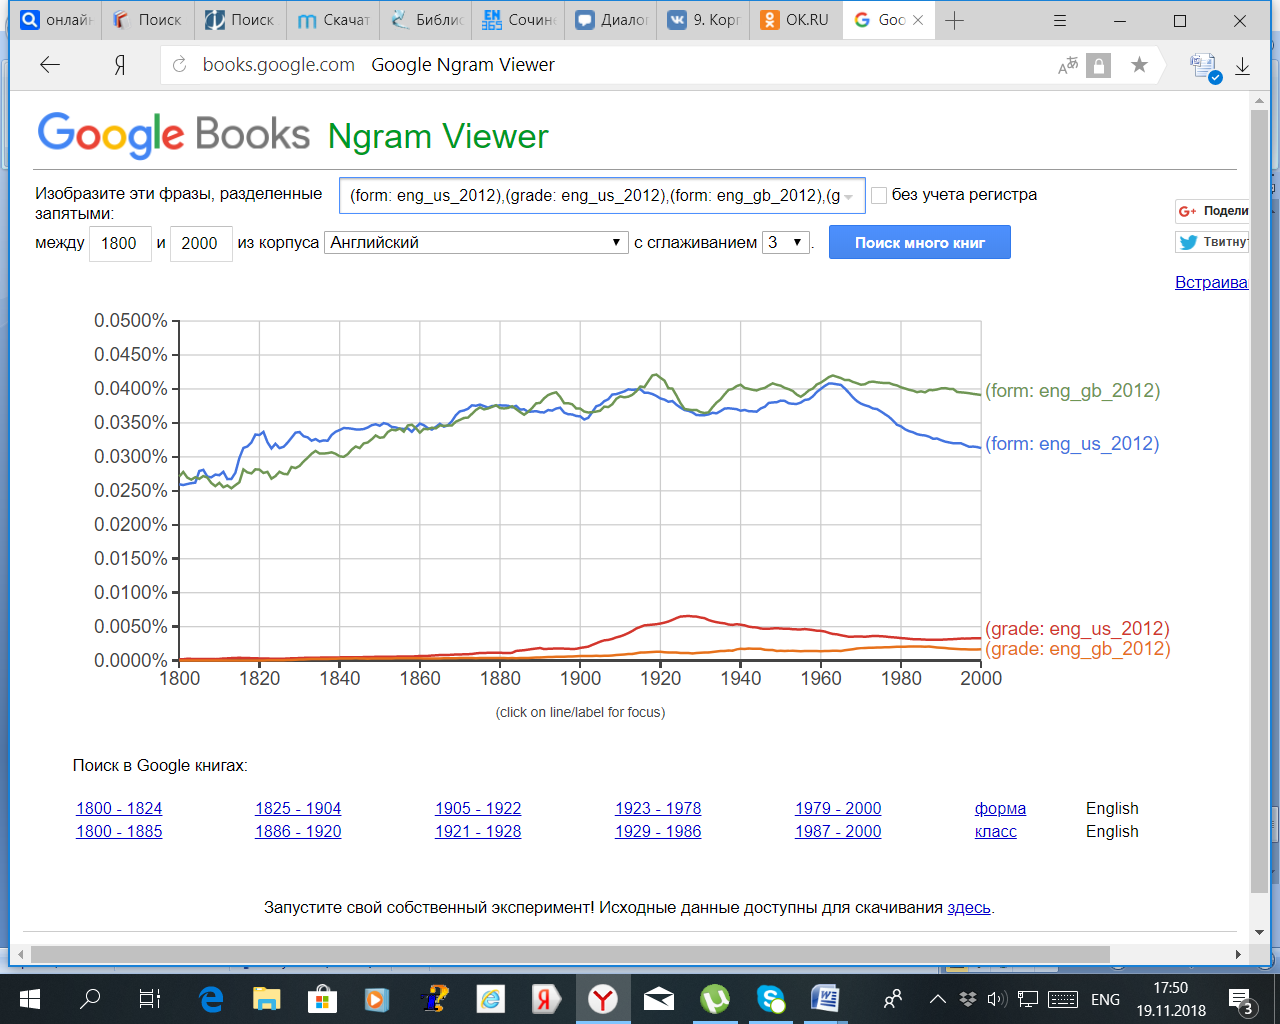 онлайн Поиск Поиск Скачат Библис Сочине Диалог 9. Корг OK.RU Goo
Я books.google.com Google Ngram Viewer
Google Books Ngram Viewer
Изобразите эти фразы, разделенные запятыми: (form: eng_us_2012),(grade: eng_us_2012),(form: eng_gb_2012),(g без учета регистра
между 1800 и 2000 из корпуса Английский с сглаживанием 3 . Поиск много книг
G+ Подели
Твитну
Встраива
0.0500%
0.0450%
0.0400%
0.0350%
0.0300%
0.0250%
0.0200%
0.0150%
0.0100%
0.0050%
0.0000%
(form: eng_gb_2012)
(form: eng_us_2012)
(grade: eng_us_2012)
(grade: eng_gb_2012)
1800 1820 1840 1860 1880 1900 1920 1940 1960 1980 2000
(click on line/label for focus)
Поиск в Google книгах:
1800 - 1824 1825 - 1904 1905 - 1922 1923 - 1978 1979 - 2000 форма English
1800 - 1885 1886 - 1920 1921 - 1928 1929 - 1986 1987 - 2000 класс English
Запустите свой собственный эксперимент! Исходные данные доступны для скачивания здесь.
ENG 17:50
19.11.2018 3